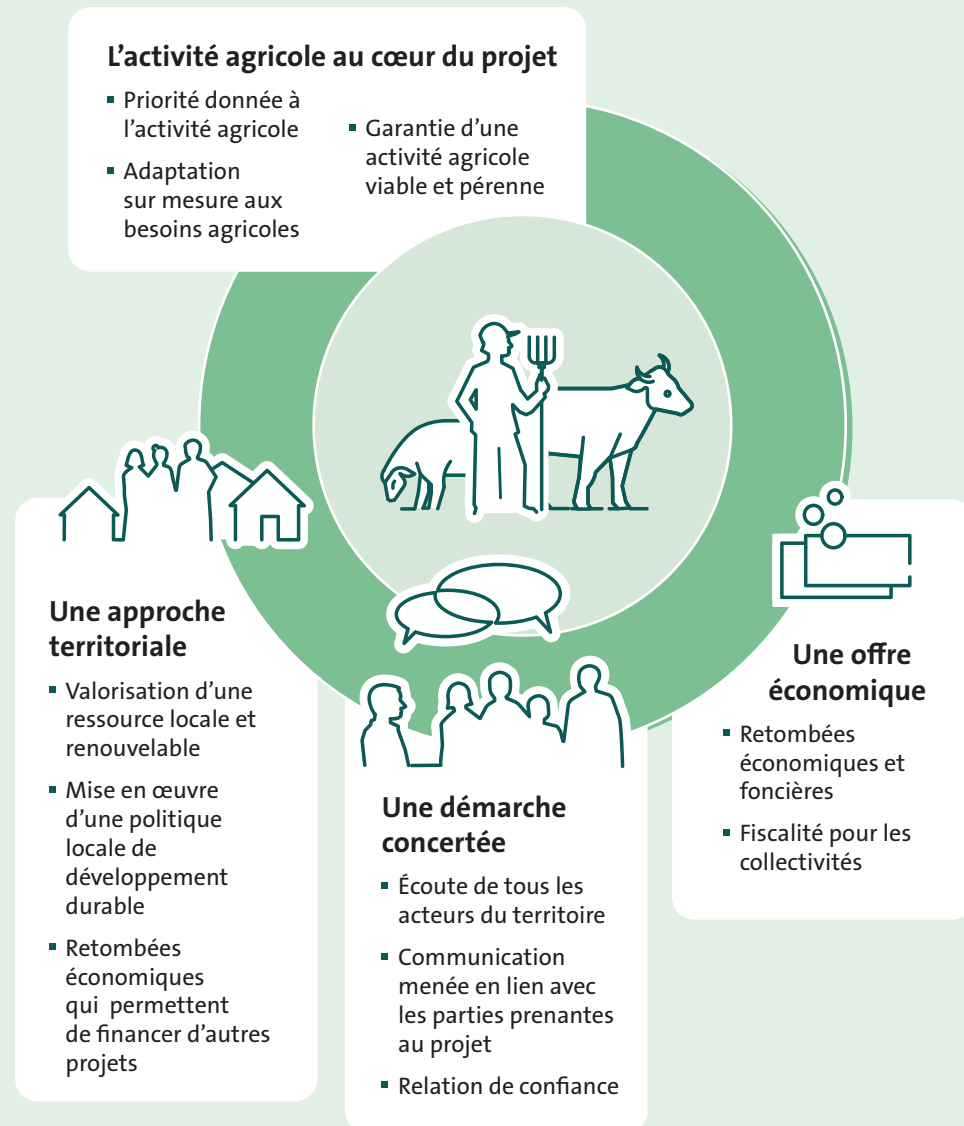 L’activité agricole au cœur du projet
▪ Priorité donnée à
l’activité agricole
▪ Adaptation
sur mesure aux
besoins agricoles
▪ Garantie d’une
activité agricole
viable et pérenne
Une approche
territoriale
▪ Valorisation d’une
ressource locale et
renouvelable
▪ Mise en œuvre
d’une politique
locale de
développement
durable
▪ Retombées
économiques
qui permettent
de financer d’autres
projets
Une démarche
concertée
▪ Écoute de tous les
acteurs du territoire
▪ Communication
menée en lien avec
les parties prenantes
au projet
▪ Relation de confiance
Une offre
économique
▪ Retombées
économiques et
foncières
▪ Fiscalité pour les
collectivités